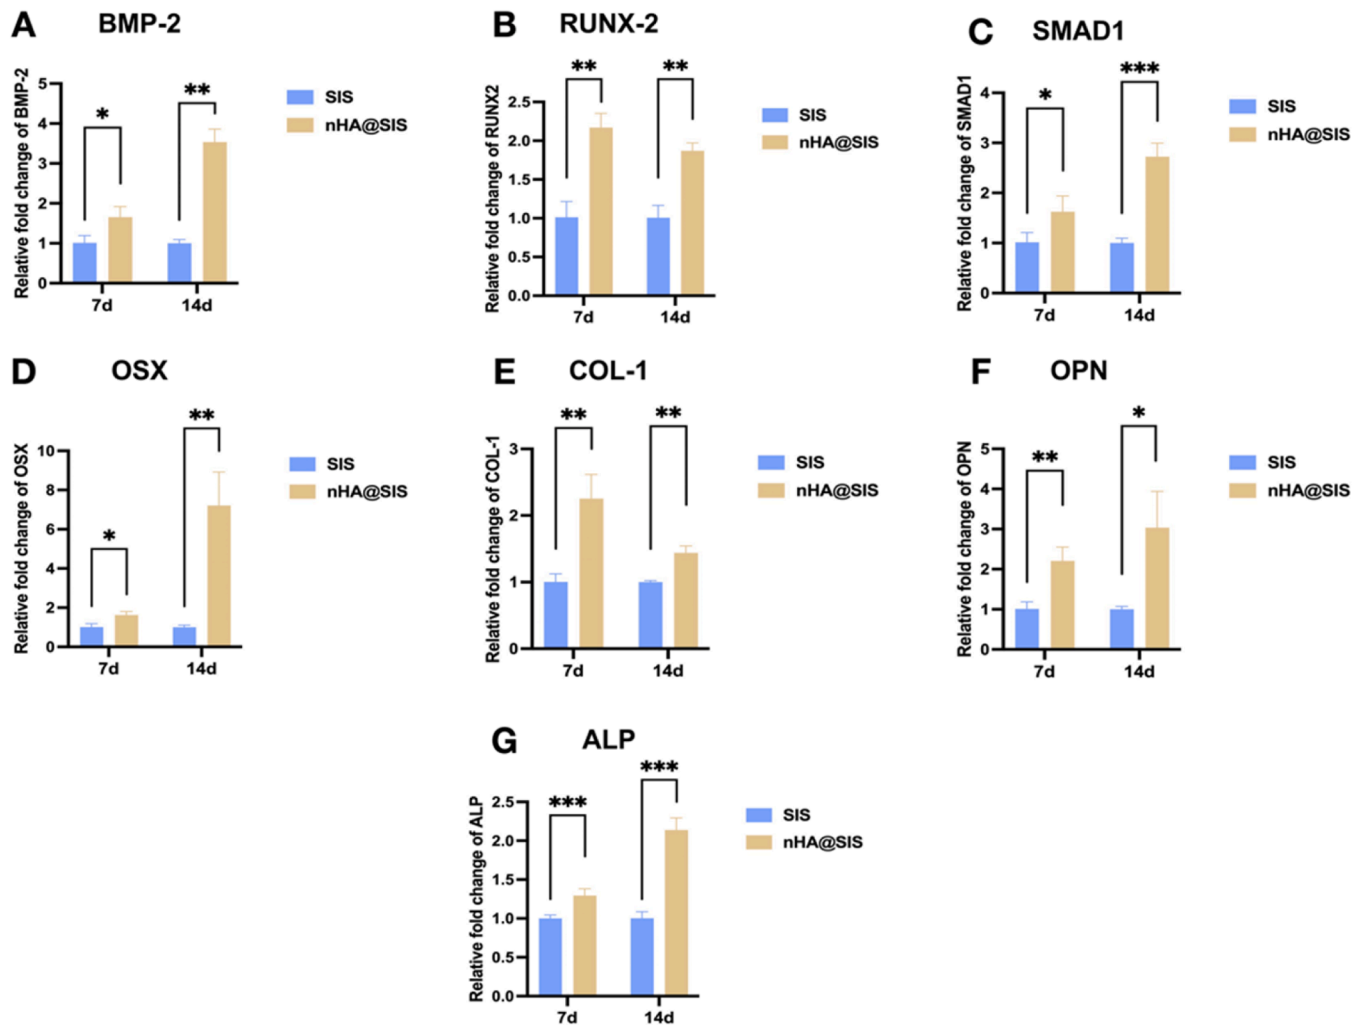 A BMP-2
Relative fold change of BMP-2
5
4
3
2
1
0
*
**
7d 14d
SIS
nHA@SIS
B RUNX-2
Relative fold change of RUNX2
2.5
2.0
1.5
1.0
0.5
0.0
**
**
7d 14d
SIS
nHA@SIS
C SMAD1
Relative fold change of SMAD1
4
3
2
1
0
*
***
7d 14d
SIS
nHA@SIS
D OSX
Relative fold change of OSX
10
8
6
4
2
0
*
**
7d 14d
SIS
nHA@SIS
E COL-1
Relative fold change of COL-1
3
2
1
0
**
**
7d 14d
SIS
nHA@SIS
F OPN
Relative fold change of OPN
5
4
3
2
1
0
**
*
7d 14d
SIS
nHA@SIS
G ALP
Relative fold change of ALP
2.5
2.0
1.5
1.0
0.5
0.0
***
***
7d 14d
SIS
nHA@SIS